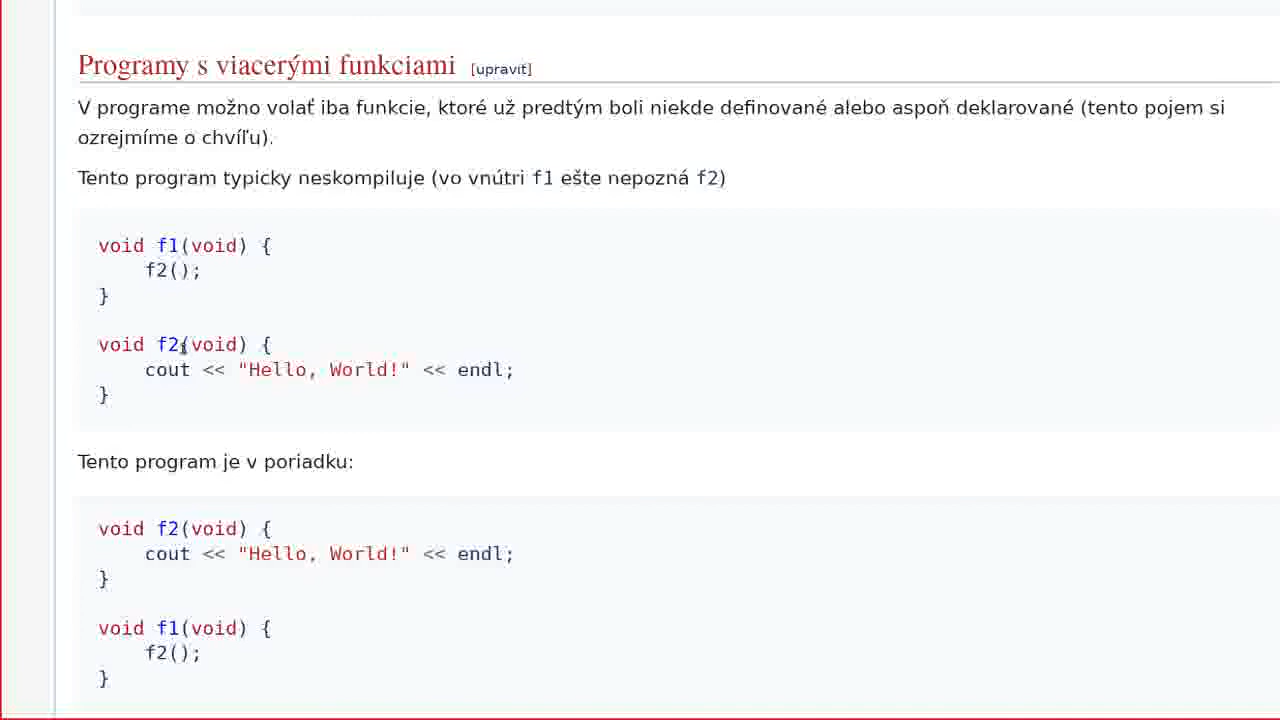 Programy s viacerými funkciami [upraviť]
V programe možno volať iba funkcie, ktoré už predtým boli niekde definované alebo aspoň deklarované (tento pojem si
ozrejmíme o chvíľu).
Tento program typicky neskompiluje (vo vnútri f1 ešte nepozná f2)
void f1(void) {
    f2();
}
void f2(void) {
    cout << "Hello, World!" << endl;
}
Tento program je v poriadku:
void f2(void) {
    cout << "Hello, World!" << endl;
}
void f1(void) {
    f2();
}